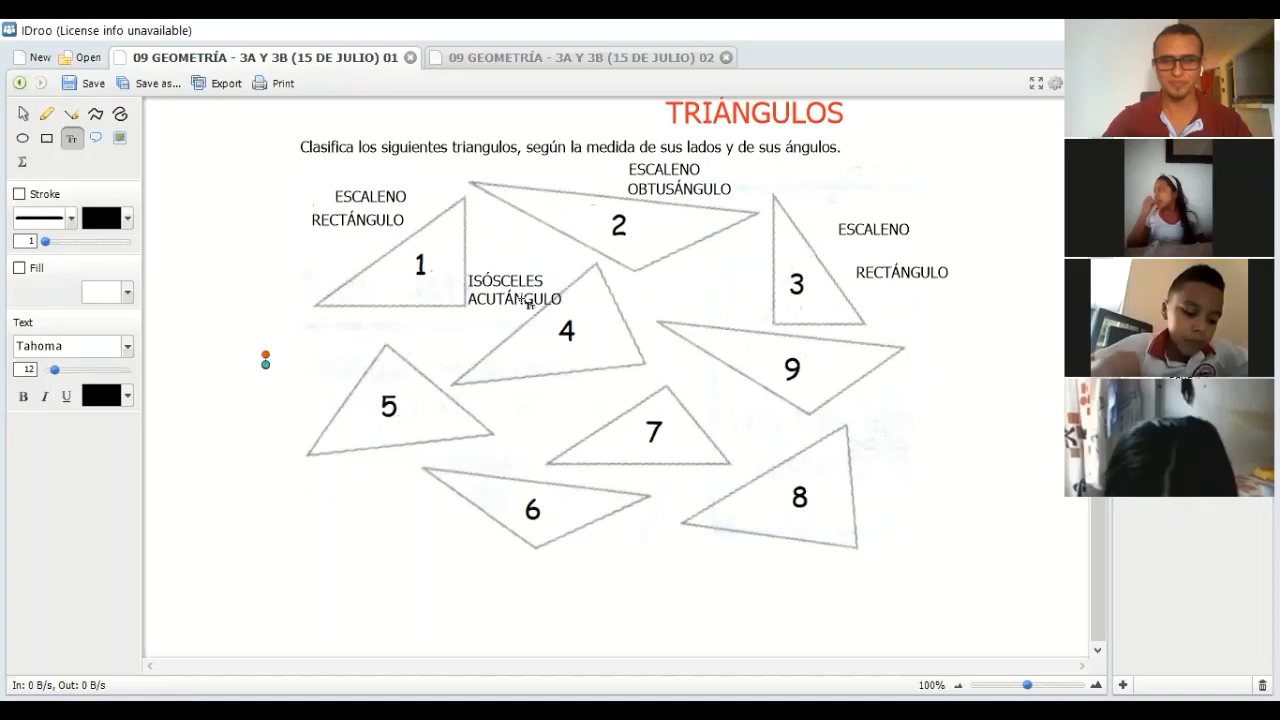 IDroo (License info unavailable)
New Open 09 GEOMETRÍA - 3A Y 3B (15 DE JULIO) 01 09 GEOMETRÍA - 3A Y 3B (15 DE JULIO) 02
Save Save as... Export Print
TRIÁNGULOS
Clasifica los siguientes triangulos, según la medida de sus lados y de sus ángulos.
ESCALENO
RECTÁNGULO
1
ESCALENO
OBTUSÁNGULO
2
ESCALENO
RECTÁNGULO
3
ISÓSCELES
ACUTÁNGULO
4
9
5
7
6
8
Tr
Σ
Stroke
1
Fill
Text
Tahoma
12
B I U
In: 0 B/s, Out: 0 B/s
100%